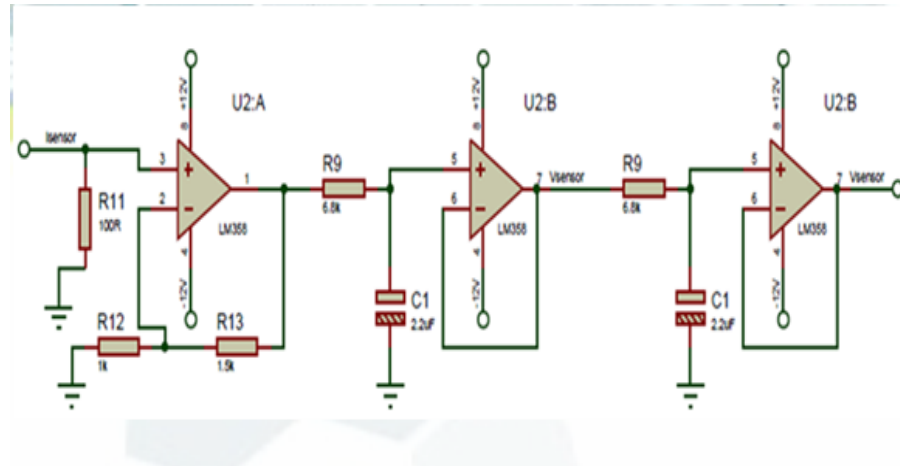 U2:A
U2:B
U2:B
+12V
+12V
+12V
8
8
8
Isensor
3
1
R9
5
7
Vsensor
R9
5
7
Vsensor
2
6
6
R11
100R
6.8k
6.8k
LM358
LM358
LM358
4
4
4
-12V
-12V
-12V
C1
2.2uF
C1
2.2uF
R12
R13
1k
1.5k